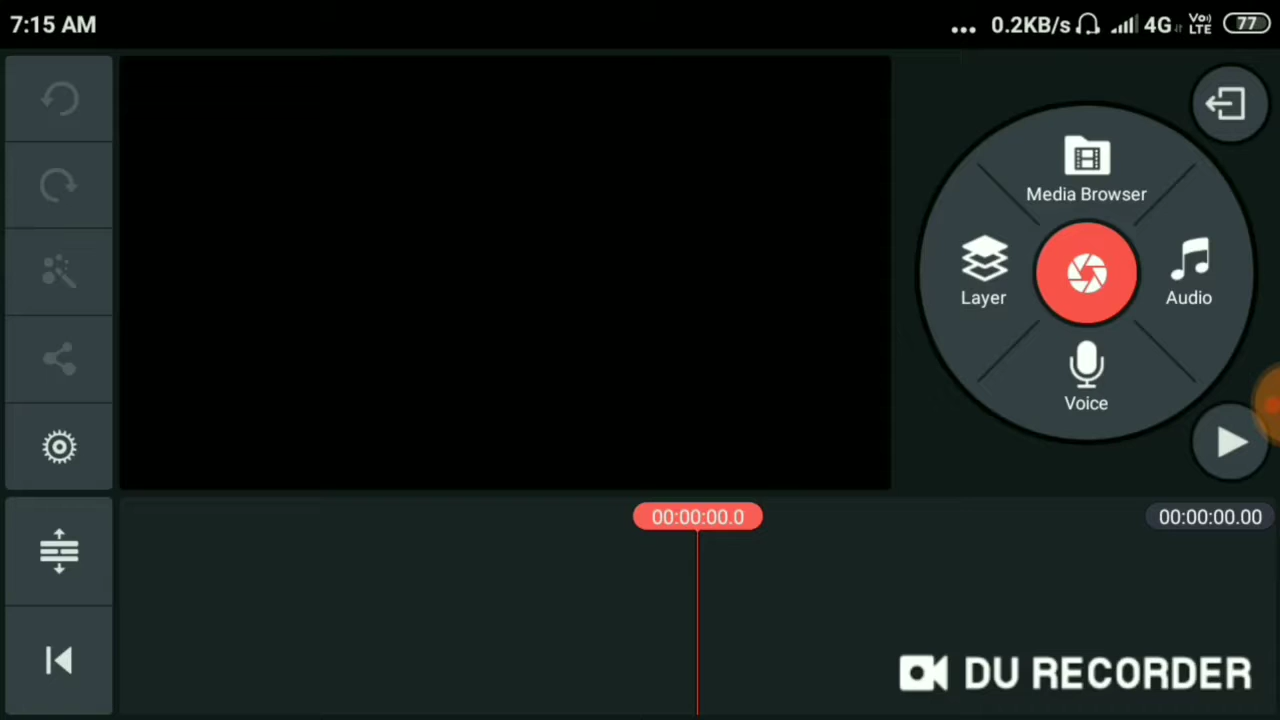 7:15 AM
... 0.2KB/s 4G Vo) LTE 77
Media Browser
Layer
Audio
Voice
00:00:00.0
00:00:00.00
DU RECORDER